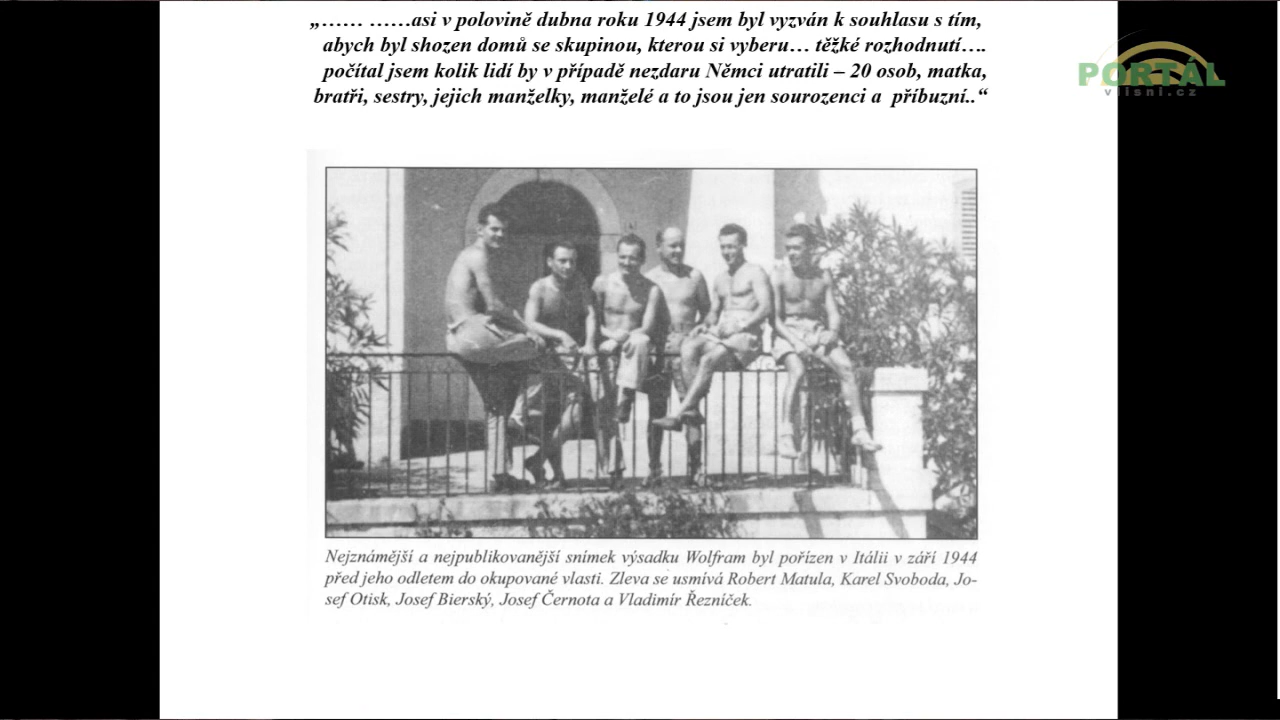 „…… ……asi v polovině dubna roku 1944 jsem byl vyzván k souhlasu s tím,
abych byl shozen domů se skupinou, kterou si vyberu… těžké rozhodnutí….
počítal jsem kolik lidí by v případě nezdaru Němci utratili – 20 osob, matka,
bratři, sestry, jejich manželky, manželé a to jsou jen sourozenci a příbuzní..“
PORTÁL
vlisni.cz
Nejznámější a nejpublikovanější snímek výsadku Wolfram byl pořízen v Itálii v září 1944
před jeho odletem do okupované vlasti. Zleva se usmívá Robert Matula, Karel Svoboda, Jo-
sef Otisk, Josef Bierský, Josef Černota a Vladimír Řezníček.